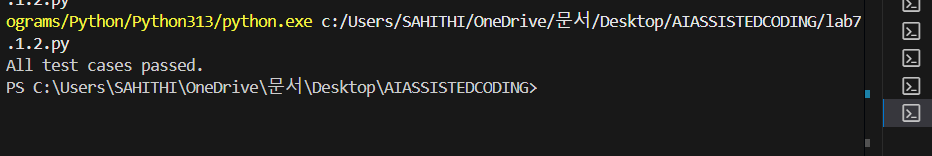 .1.2.py
ograms/Python/Python313/python.exe c:/Users/SAHITHI/OneDrive/문서/Desktop/AIASSISTEDCODING/lab7
.1.2.py
All test cases passed.
PS C:\Users\SAHITHI\OneDrive\문서\Desktop\AIASSISTEDCODING>